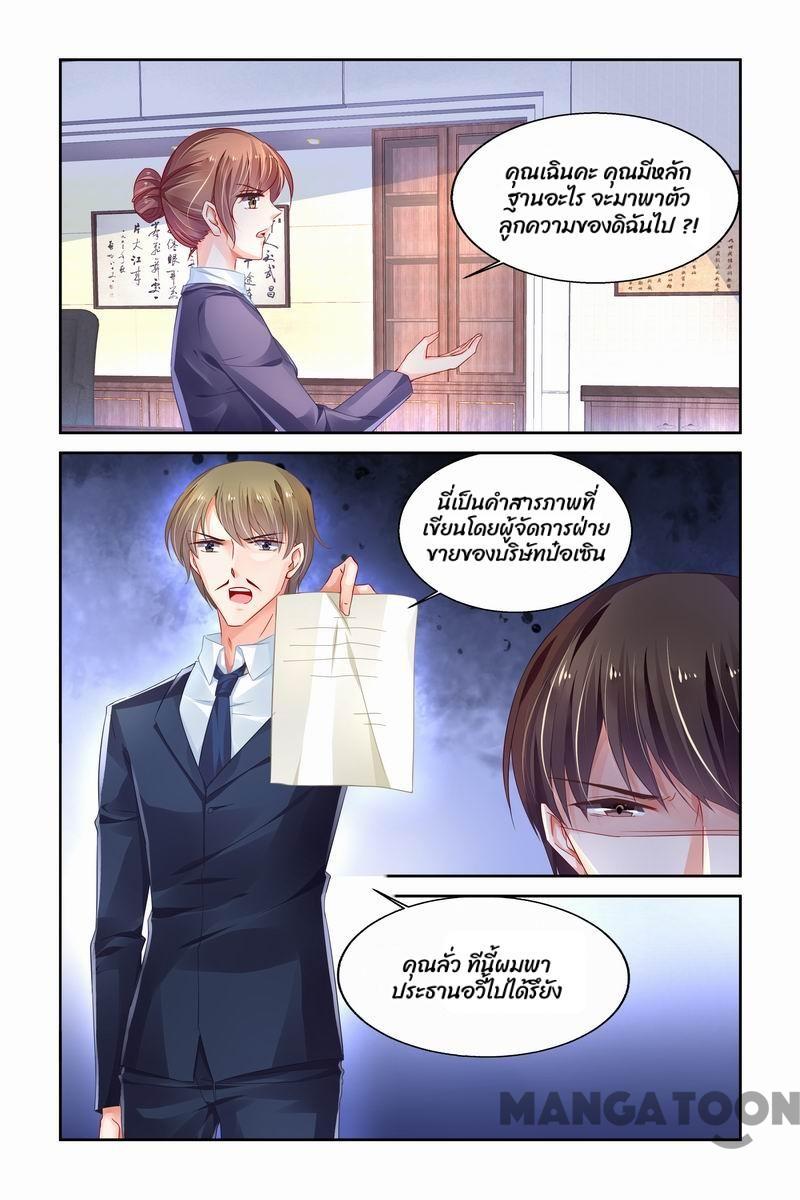 คุณเฉินคะ คุณมีหลัก
ฐานอะไร จะมาพาตัว
ลูกความของดิฉันไป ?!
片大江山
นี่เป็นคำสารภาพที่
เขียนโดยผู้จัดการฝ่าย
ขายของบริษัทป๋อเซิน
คุณลั่ว ทีนี้ผมพา
ประธานอวี้ไปได้รึยัง
MANGATOON